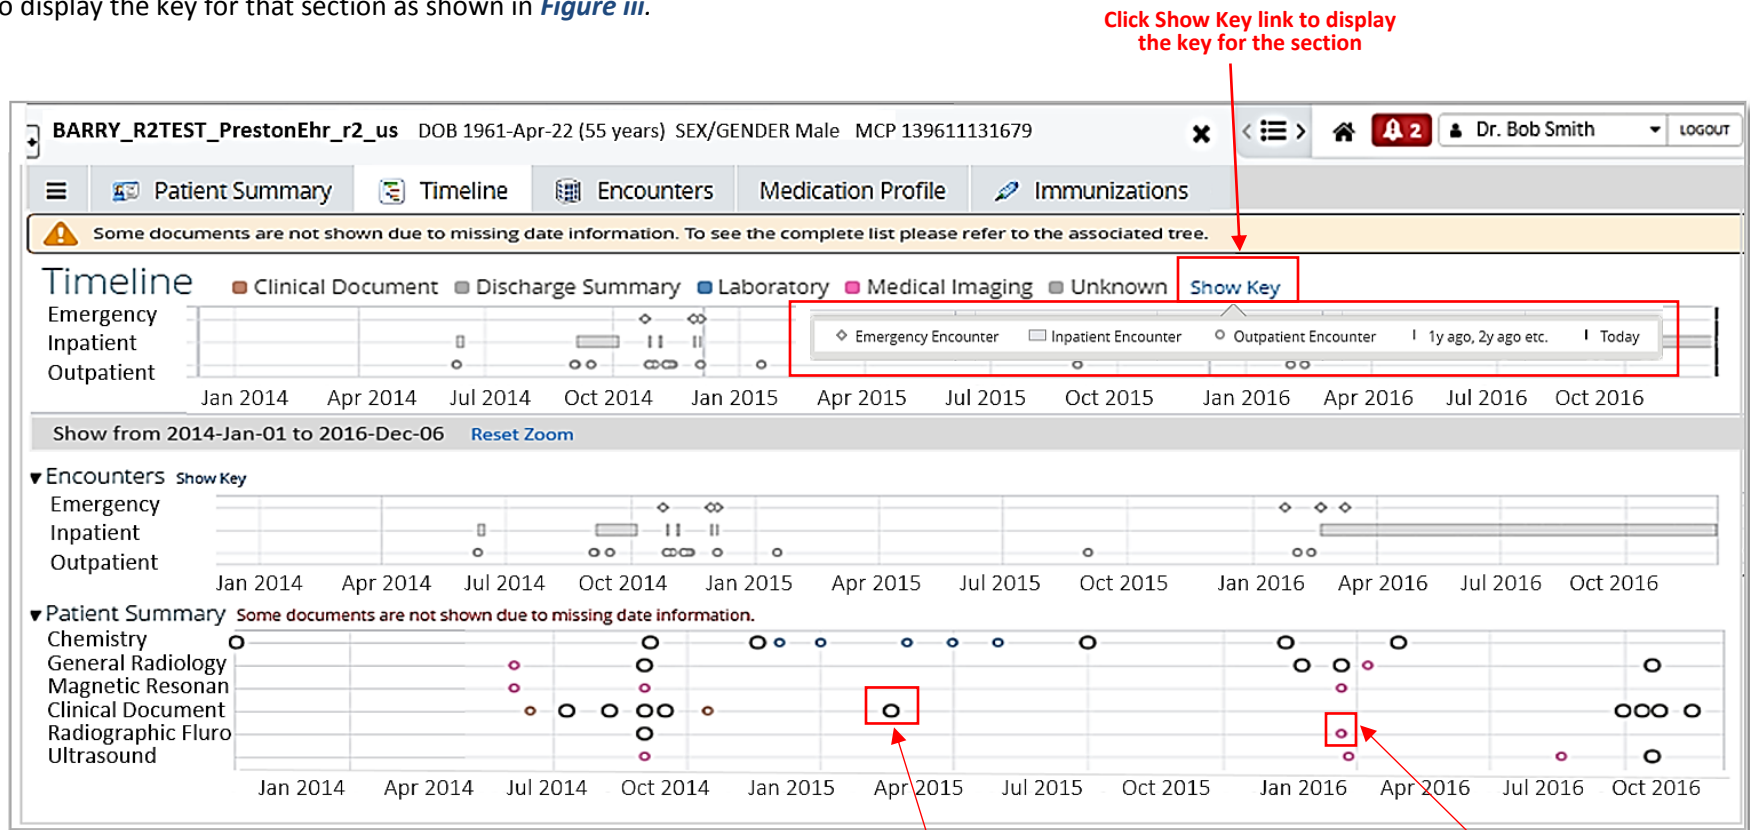 o display the key for that section as shown in Figure iii.
Click Show Key link to display
the key for the section
BARRY_R2TEST_PrestonEhr_r2_us DOB 1961-Apr-22 (55 years) SEX/GENDER Male MCP 139611131679
2 Dr. Bob Smith LOGOUT
Patient Summary Timeline Encounters Medication Profile Immunizations
Some documents are not shown due to missing date information. To see the complete list please refer to the associated tree.
Timeline Clinical Document Discharge Summary Laboratory Medical Imaging Unknown Show Key
Emergency
Inpatient
Outpatient
Emergency Encounter Inpatient Encounter Outpatient Encounter 1y ago, 2y ago etc. Today
Jan 2014 Apr 2014 Jul 2014 Oct 2014 Jan 2015 Apr 2015 Jul 2015 Oct 2015 Jan 2016 Apr 2016 Jul 2016 Oct 2016
Show from 2014-Jan-01 to 2016-Dec-06 Reset Zoom
Encounters Show Key
Emergency
Inpatient
Outpatient
Jan 2014 Apr 2014 Jul 2014 Oct 2014 Jan 2015 Apr 2015 Jul 2015 Oct 2015 Jan 2016 Apr 2016 Jul 2016 Oct 2016
Patient Summary Some documents are not shown due to missing date information.
Chemistry
General Radiology
Magnetic Resonan
Clinical Document
Radiographic Fluro
Ultrasound
Jan 2014 Apr 2014 Jul 2014 Oct 2014 Jan 2015 Apr 2015 Jul 2015 Oct 2015 Jan 2016 Apr 2016 Jul 2016 Oct 2016